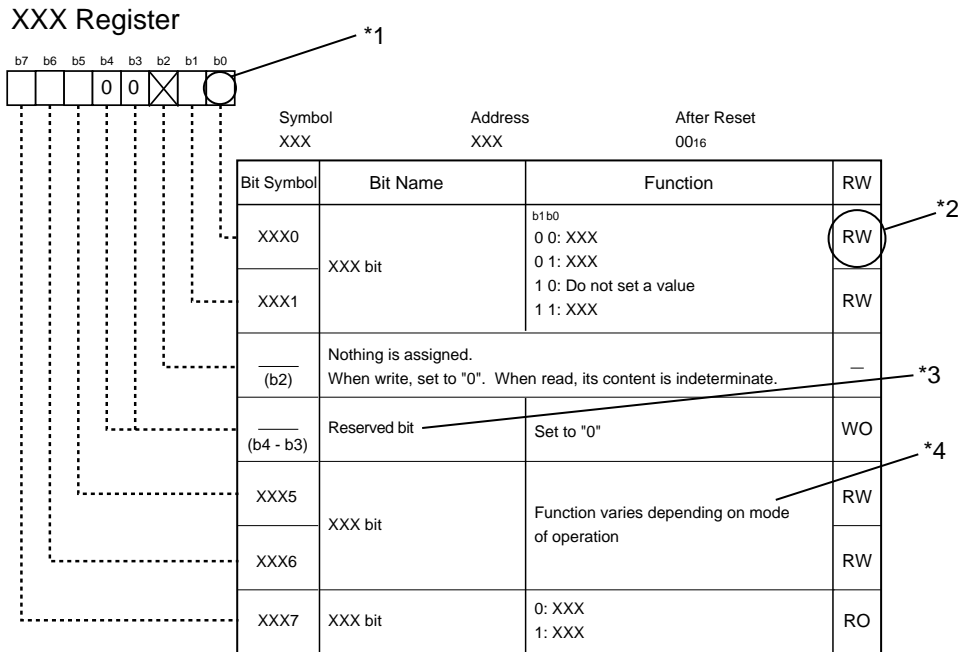 XXX Register
*1
b7 b6 b5 b4 b3 b2 b1 b0
0 0
Symbol Address After Reset
XXX XXX 0016
Bit Symbol Bit Name Function RW
*2
XXX0 XXX bit b1 b0 RW
0 0: XXX
0 1: XXX
XXX1 1 0: Do not set a value RW
1 1: XXX
(b2) Nothing is assigned. —
When write, set to "0". When read, its content is indeterminate.
*3
(b4 - b3) Reserved bit Set to "0" WO
*4
XXX5 XXX bit Function varies depending on mode RW
of operation
XXX6 RW
XXX7 XXX bit 0: XXX RO
1: XXX